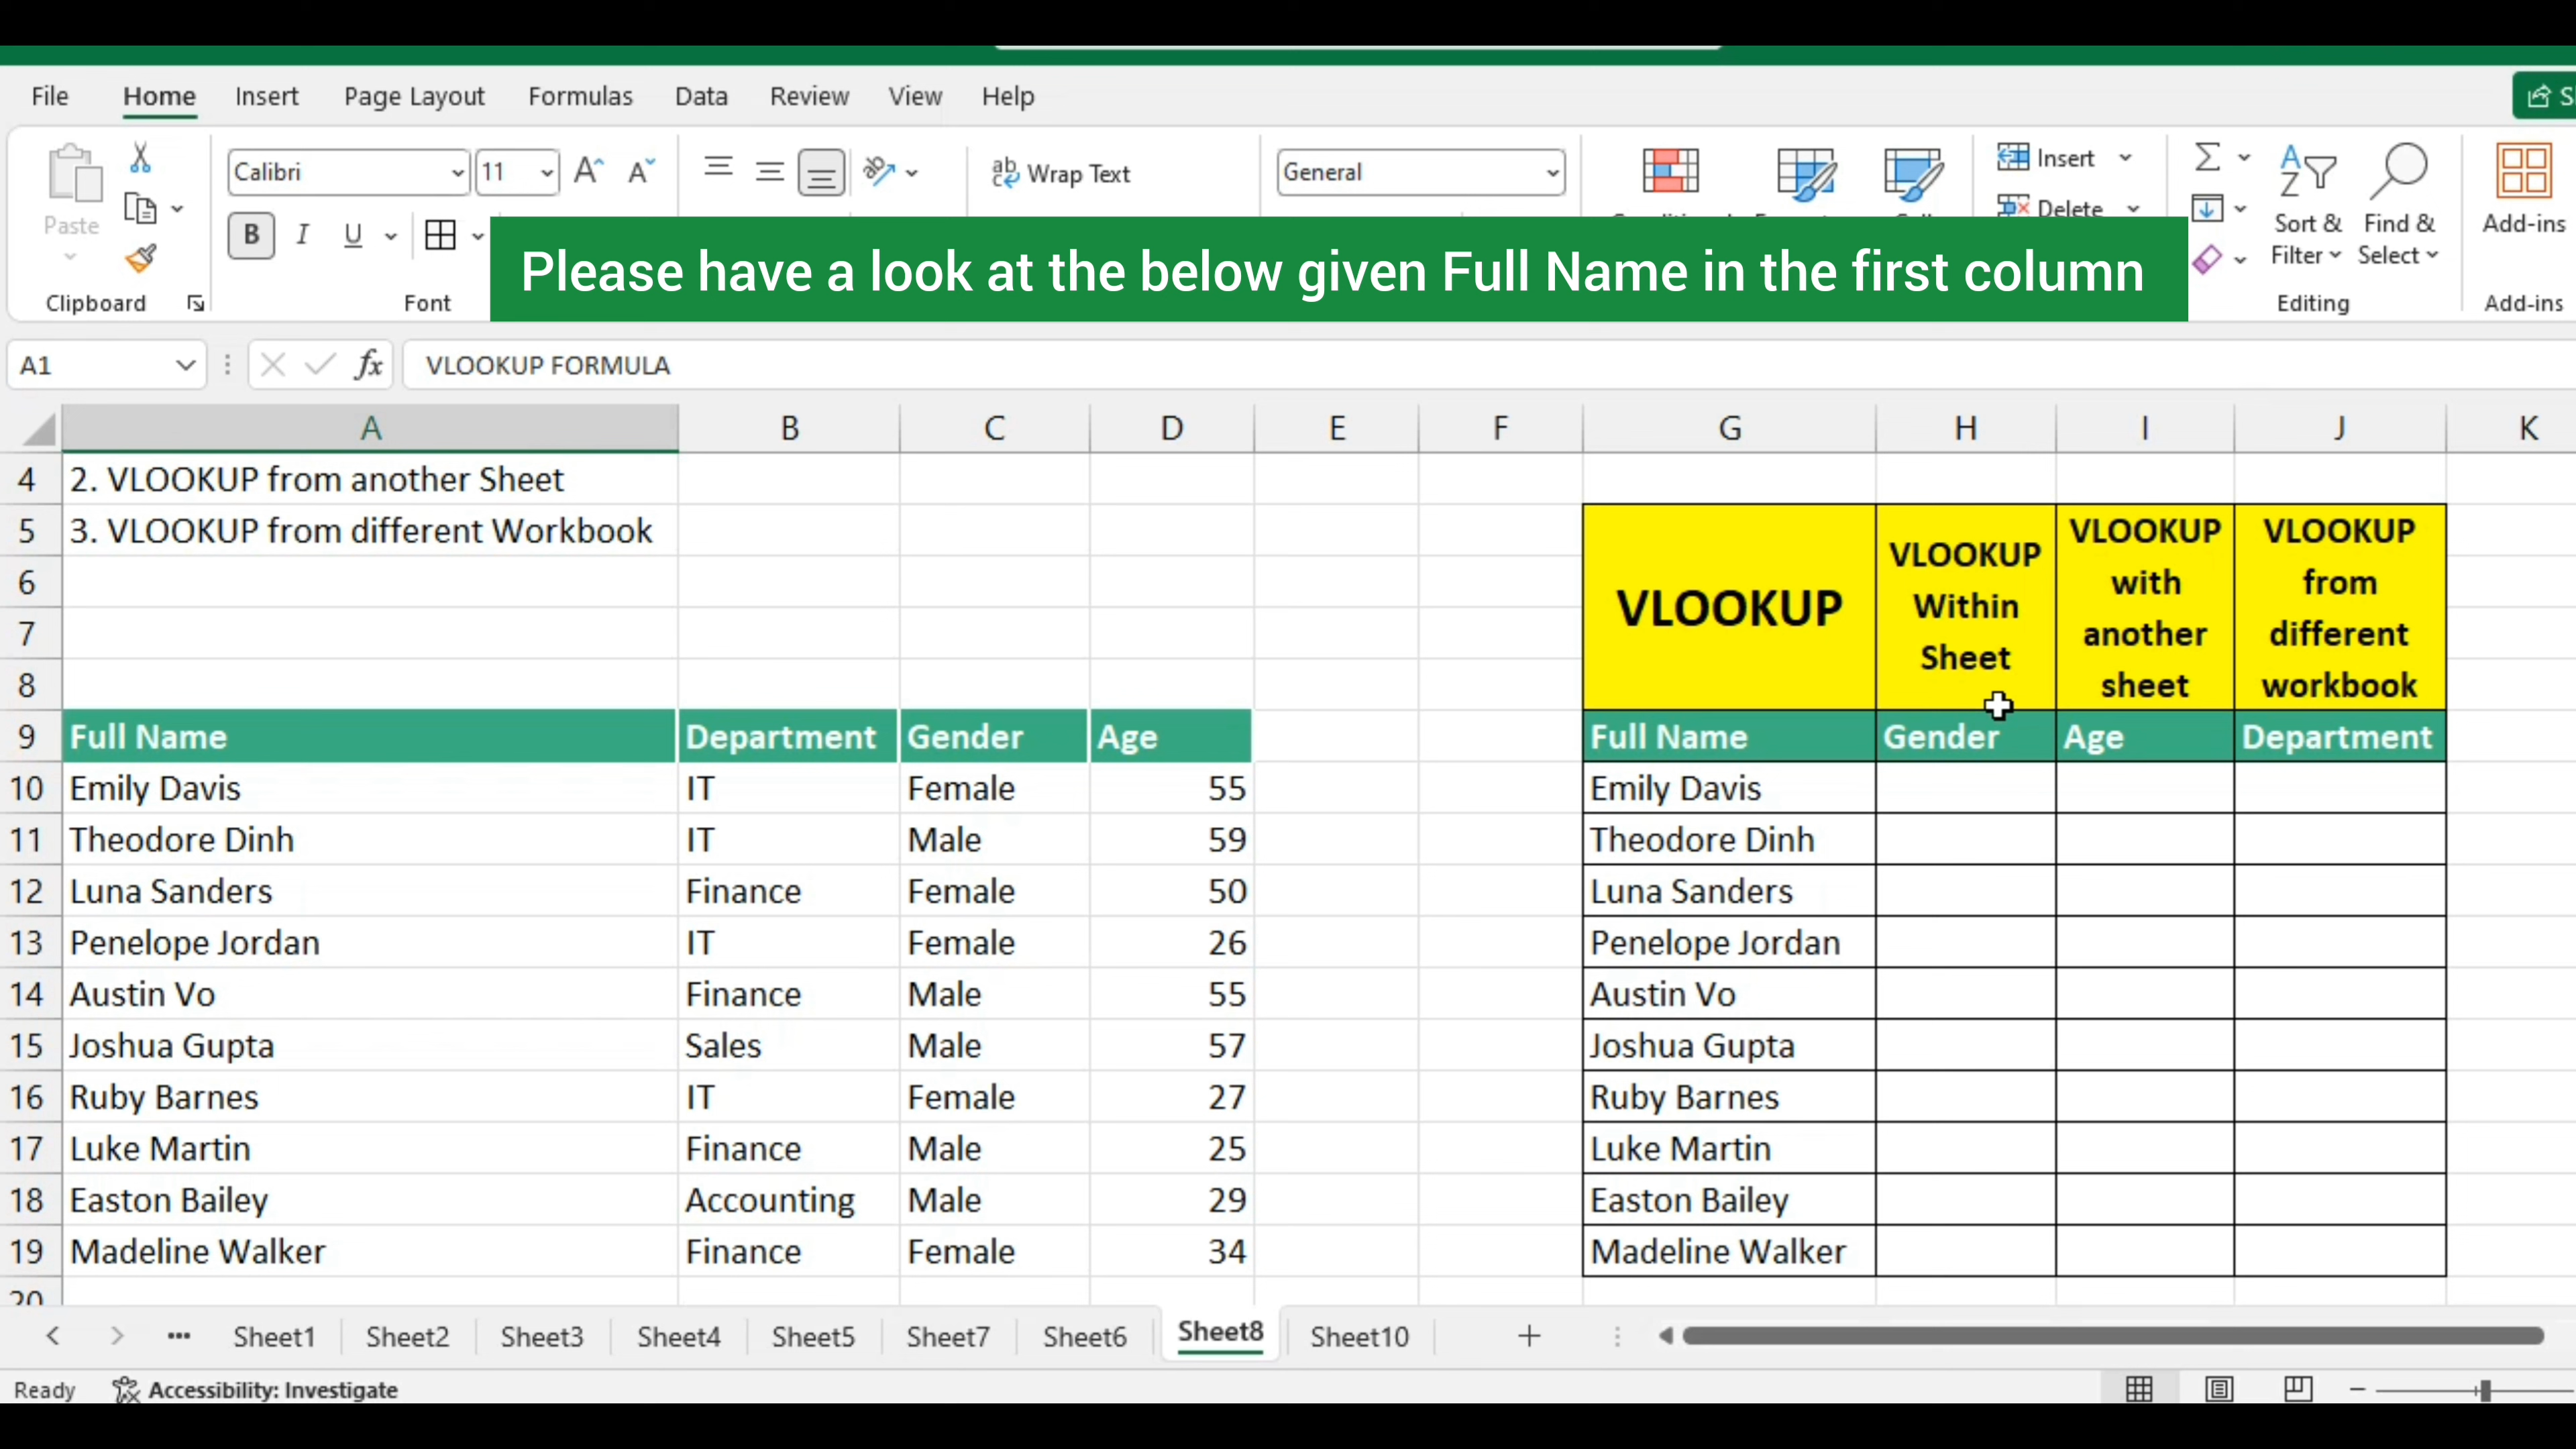 File Home Insert Page Layout Formulas Data Review View Help
Paste
Clipboard
Calibri 11
B I U
Font
Wrap Text
General
Insert
Delete
Sort & Filter
Find & Select
Editing
Add-ins
Add-ins
Please have a look at the below given Full Name in the first column
A1 fx VLOOKUP FORMULA
A B C D E F G H I J K
4 2. VLOOKUP from another Sheet
5 3. VLOOKUP from different Workbook
6
7
8
VLOOKUP
VLOOKUP
Within
Sheet
VLOOKUP
with
another
sheet
VLOOKUP
from
different
workbook
9 Full Name Department Gender Age Full Name Gender Age Department
10 Emily Davis IT Female 55 Emily Davis
11 Theodore Dinh IT Male 59 Theodore Dinh
12 Luna Sanders Finance Female 50 Luna Sanders
13 Penelope Jordan IT Female 26 Penelope Jordan
14 Austin Vo Finance Male 55 Austin Vo
15 Joshua Gupta Sales Male 57 Joshua Gupta
16 Ruby Barnes IT Female 27 Ruby Barnes
17 Luke Martin Finance Male 25 Luke Martin
18 Easton Bailey Accounting Male 29 Easton Bailey
19 Madeline Walker Finance Female 34 Madeline Walker
20
Sheet1 Sheet2 Sheet3 Sheet4 Sheet5 Sheet7 Sheet6 Sheet8 Sheet10
Ready Accessibility: Investigate